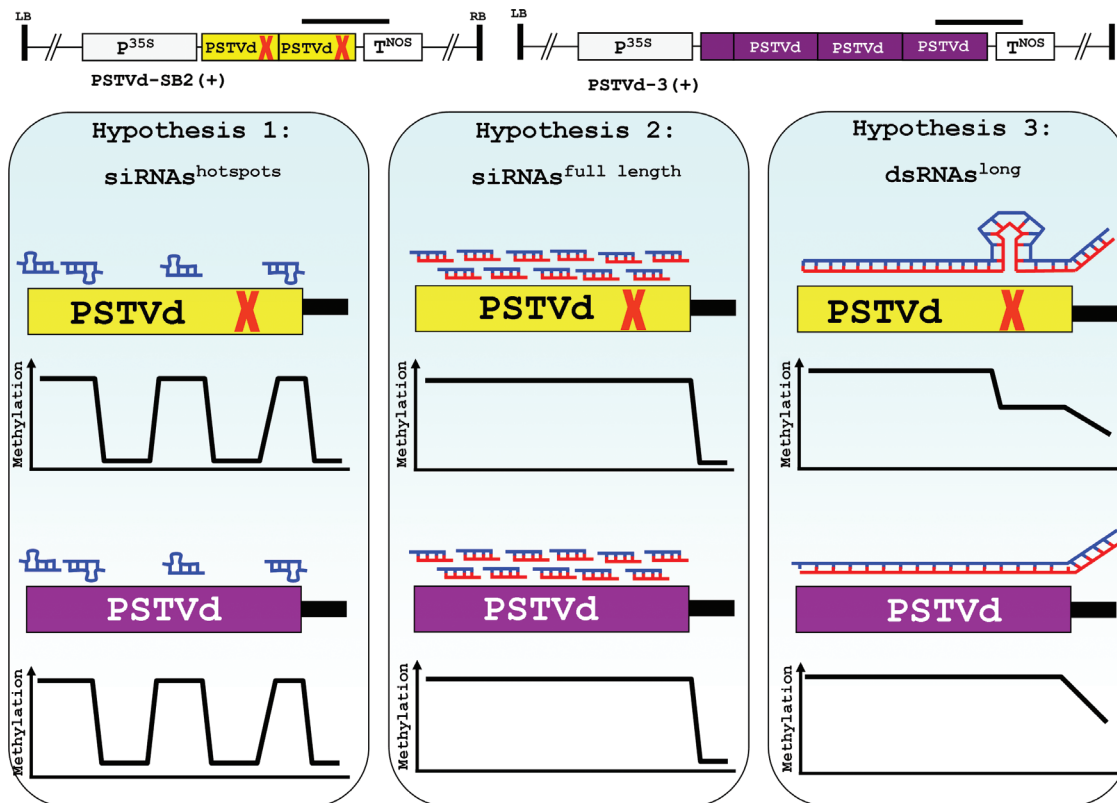 LB
RB
P35S
PSTVd
X
PSTVd
X
TNOS
PSTVd-SB2(+)
LB
P35S
PSTVd
PSTVd
PSTVd
TNOS
PSTVd-3(+)
Hypothesis 1:
siRNAshotspots
PSTVd X
Methylation
PSTVd
Methylation
Hypothesis 2:
siRNAsfull length
PSTVd X
Methylation
PSTVd
Methylation
Hypothesis 3:
dsRNAslong
PSTVd X
Methylation
PSTVd
Methylation